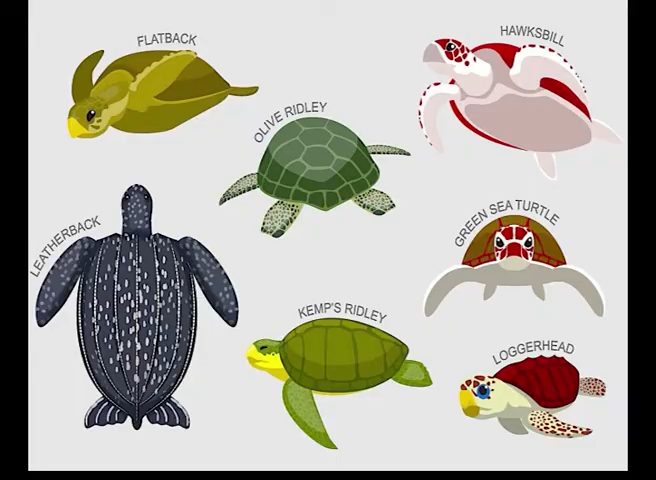 FLATBACK
HAWKSBILL
OLIVE RIDLEY
GREEN SEA TURTLE
LEATHERBACK
KEMP'S RIDLEY
LOGGERHEAD